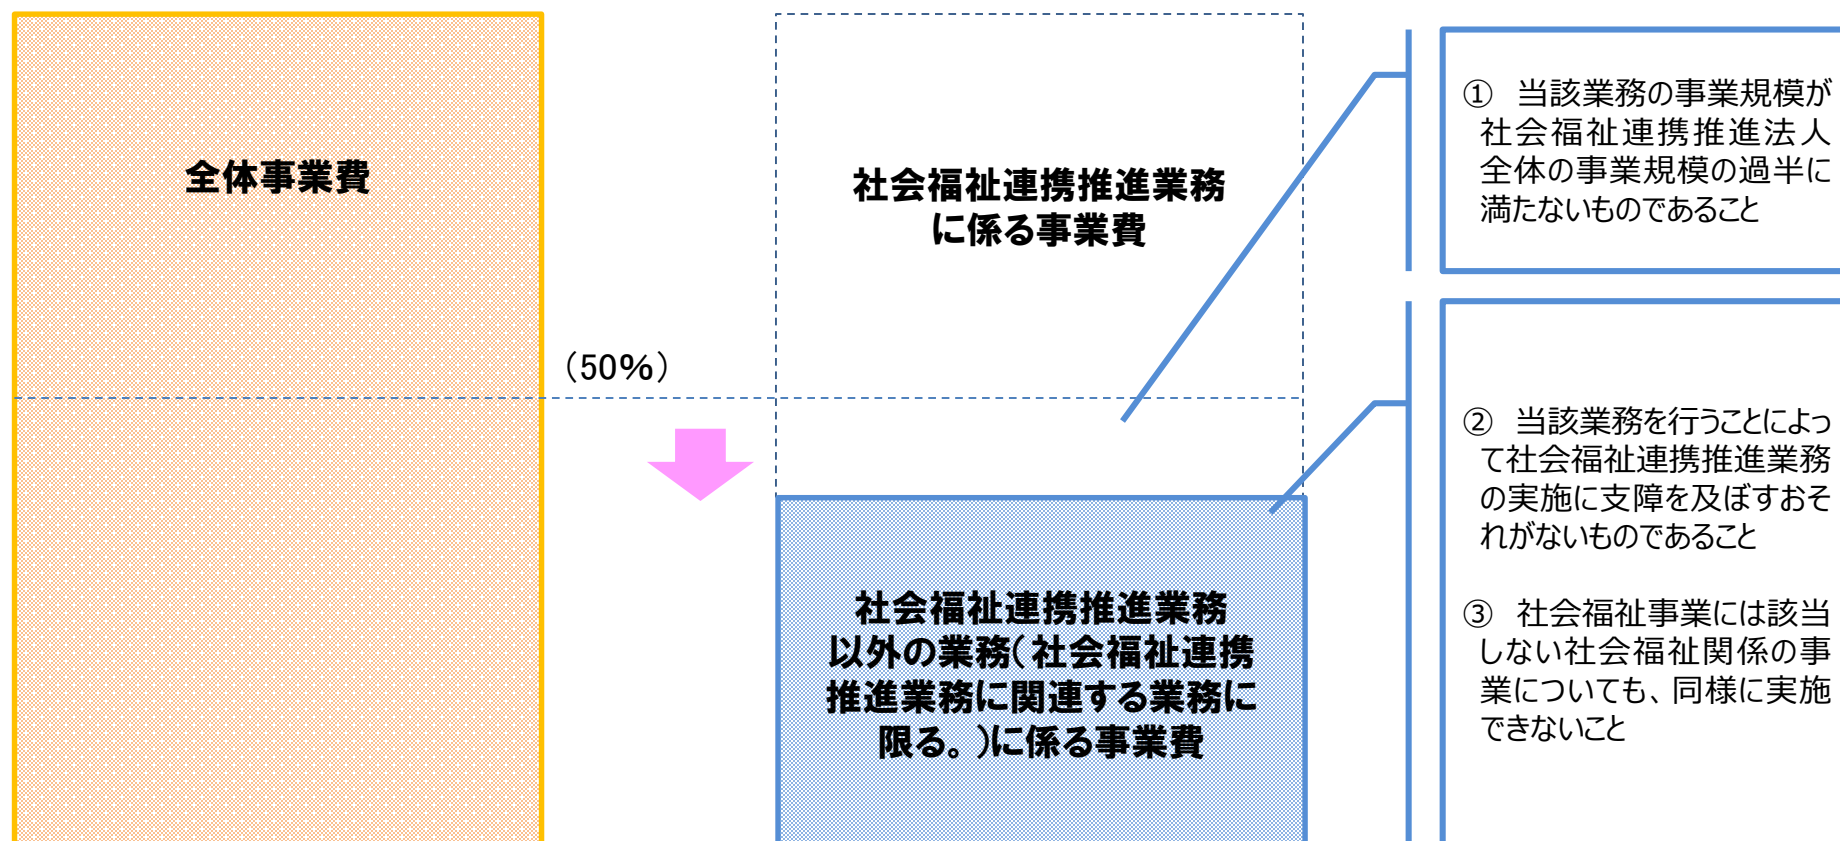 全体事業費
(50%)
社会福祉連携推進業務
に係る事業費
社会福祉連携推進業務
以外の業務(社会福祉連携
推進業務に関連する業務に
限る。)に係る事業費
① 当該業務の事業規模が
社会福祉連携推進法人
全体の事業規模の過半に
満たないものであること
② 当該業務を行うことによっ
て社会福祉連携推進業務
の実施に支障を及ぼすおそ
れがないものであること
③ 社会福祉事業には該当
しない社会福祉関係の事
業についても、同様に実施
できないこと